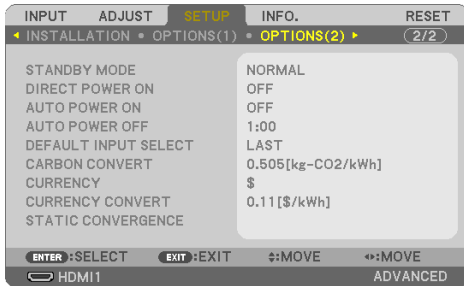 INPUT ADJUST SETUP INFO. RESET
INSTALLATION • OPTIONS(1) • OPTIONS(2) 2/2
STANDBY MODE NORMAL
DIRECT POWER ON OFF
AUTO POWER ON OFF
AUTO POWER OFF 1:00
DEFAULT INPUT SELECT LAST
CARBON CONVERT 0.505[kg-CO2/kWh]
CURRENCY $
CURRENCY CONVERT 0.11[$/kWh]
STATIC CONVERGENCE
ENTER :SELECT EXIT :EXIT :MOVE :MOVE
HDMI1 ADVANCED